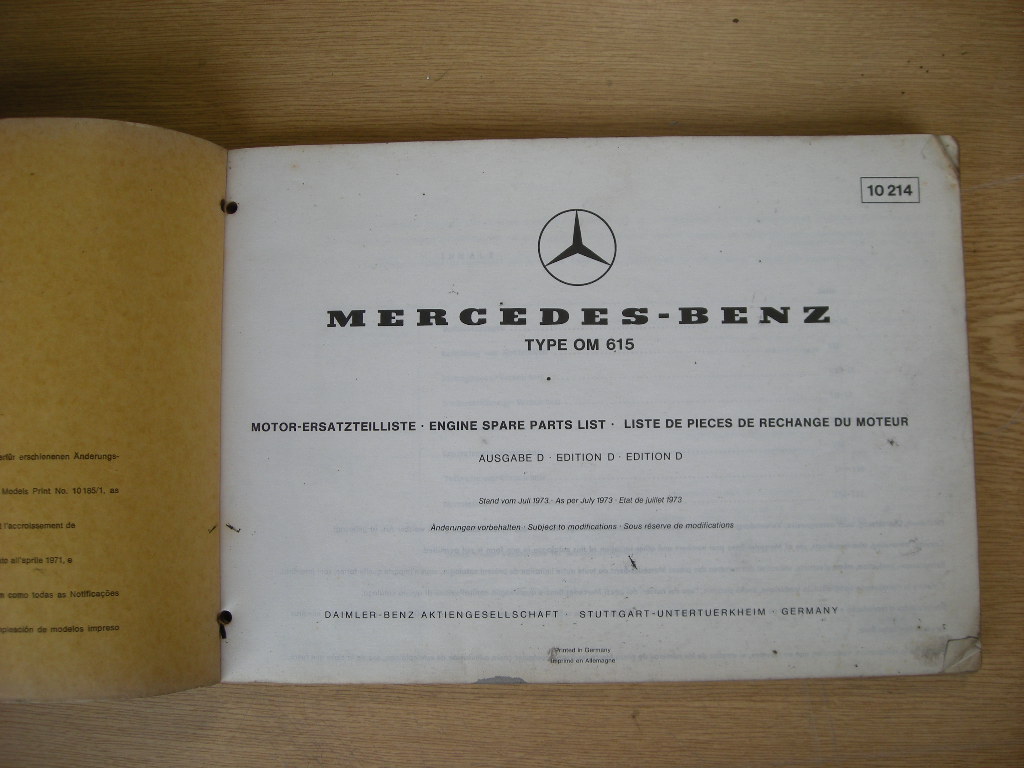 erfür erschienenen Änderungs-
Models Print No. 10185/1, as
l'accroissement de
all'aprile 1971, e
como todas as Notificações
de modelos impreso
10 214
MERCEDES-BENZ
TYPE OM 615
MOTOR-ERSATZTEILLISTE · ENGINE SPARE PARTS LIST · LISTE DE PIECES DE RECHANGE DU MOTEUR
AUSGABE D · EDITION D · EDITION D
Stand vom Juli 1973 · As per July 1973 · Etat de juillet 1973
Änderungen vorbehalten · Subject to modifications · Sous réserve de modifications
DAIMLER-BENZ AKTIENGESELLSCHAFT · STUTTGART-UNTERTUERKHEIM · GERMANY
Printed in Germany
Imprimé en Allemagne